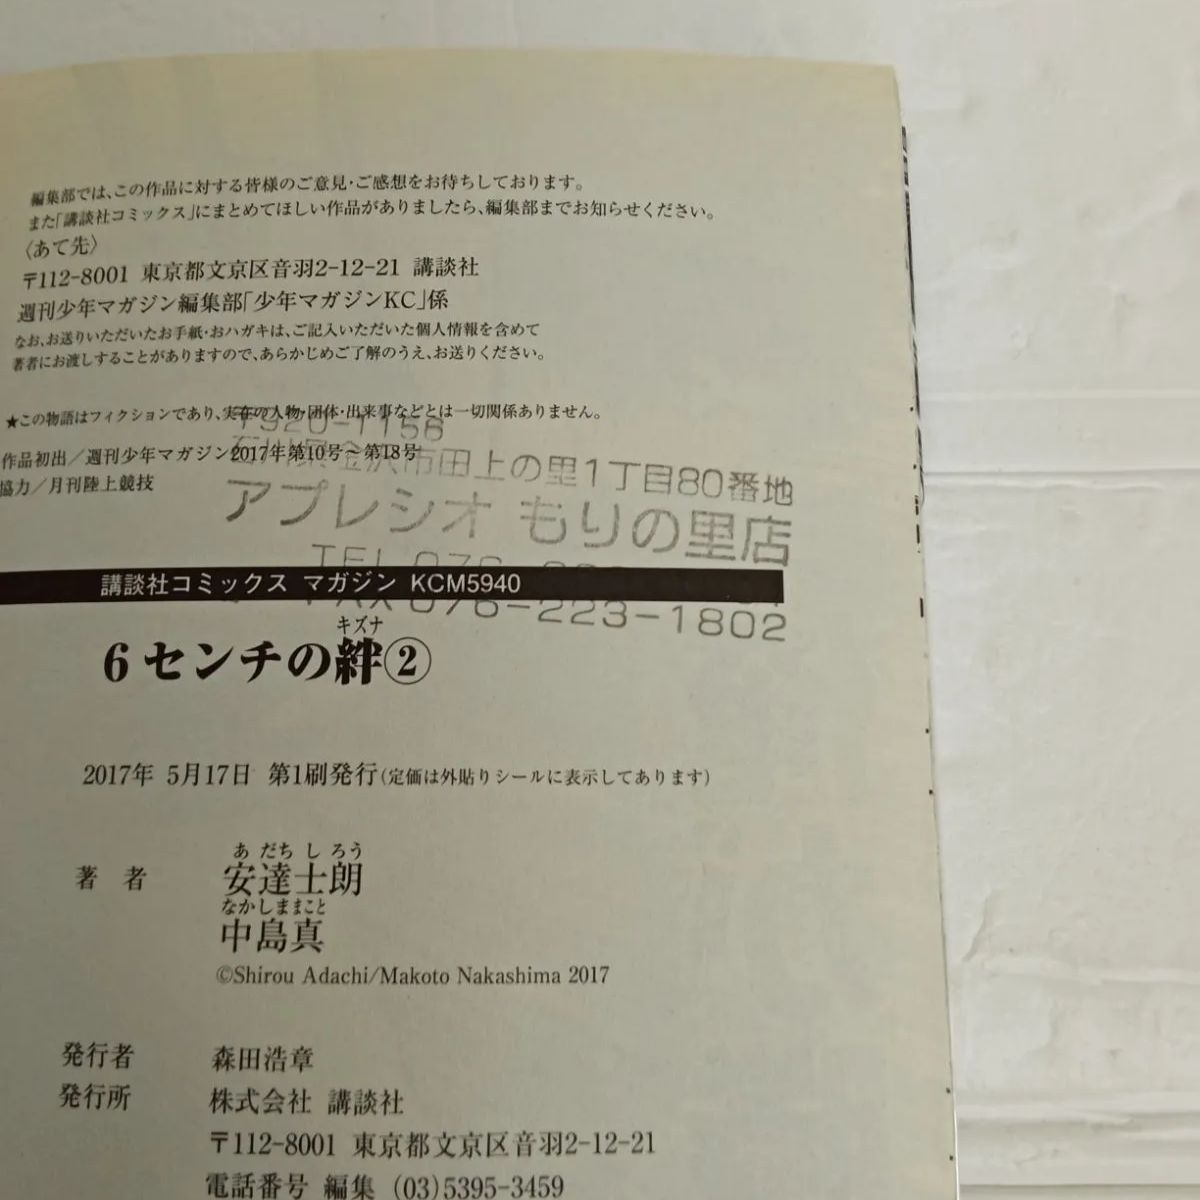 編集部では、この作品に対する皆様のご意見・ご感想をお待ちしております。
また「講談社コミックス」にまとめてほしい作品がありましたら、編集部までお知らせください。
〈あて先〉
〒112-8001 東京都文京区音羽2-12-21 講談社
週刊少年マガジン編集部「少年マガジンKC」係
なお、お送りいただいたお手紙・おハガキは、ご記入いただいた個人情報を含めて
著者にお渡しすることがありますので、あらかじめご了解のうえ、お送りください。
★この物語はフィクションであり、実在の人物・団体・出来事などとは一切関係ありません。
〒920-1156
作品初出／週刊少年マガジン2017年第10号〜第18号
石川県金沢市田上の里1丁目80番地
協力／月刊陸上競技
アプレシオ もりの里店
TEL 076-
講談社コミックス マガジン KCM5940
FAX 076-223-1802
キズナ
6センチの絆②
2017年 5月17日 第1刷発行(定価は外貼りシールに表示してあります)
あだちしろう
著者 安達士朗
なかしままこと
中島真
©Shirou Adachi/Makoto Nakashima 2017
発行者 森田浩章
発行所 株式会社 講談社
〒112-8001 東京都文京区音羽2-12-21
電話番号 編集 (03)5395-3459